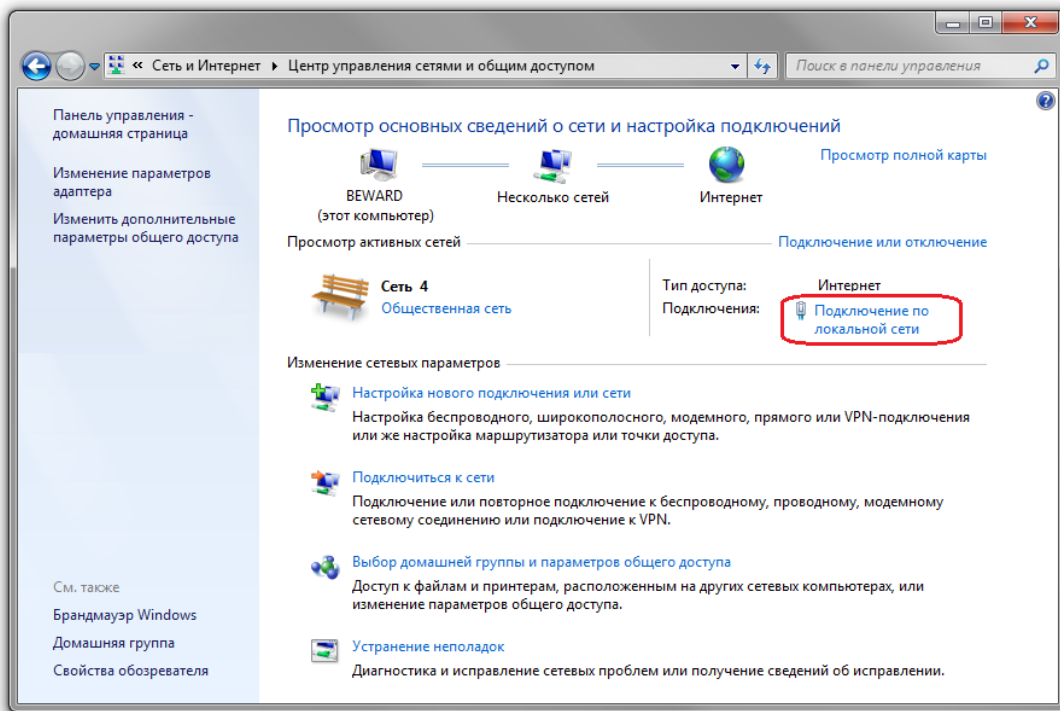 « Сеть и Интернет ▸ Центр управления сетями и общим доступом
Поиск в панели управления
Панель управления -
домашняя страница
Изменение параметров
адаптера
Изменить дополнительные
параметры общего доступа
См. также
Брандмауэр Windows
Домашняя группа
Свойства обозревателя
Просмотр основных сведений о сети и настройка подключений
Просмотр полной карты
BEWARD
(этот компьютер)
Несколько сетей
Интернет
Просмотр активных сетей
Подключение или отключение
Сеть 4
Общественная сеть
Тип доступа: Интернет
Подключения: Подключение по
локальной сети
Изменение сетевых параметров
Настройка нового подключения или сети
Настройка беспроводного, широкополосного, модемного, прямого или VPN-подключения
или же настройка маршрутизатора или точки доступа.
Подключиться к сети
Подключение или повторное подключение к беспроводному, проводному, модемному
сетевому соединению или подключение к VPN.
Выбор домашней группы и параметров общего доступа
Доступ к файлам и принтерам, расположенным на других сетевых компьютерах, или
изменение параметров общего доступа.
Устранение неполадок
Диагностика и исправление сетевых проблем или получение сведений об исправлении.